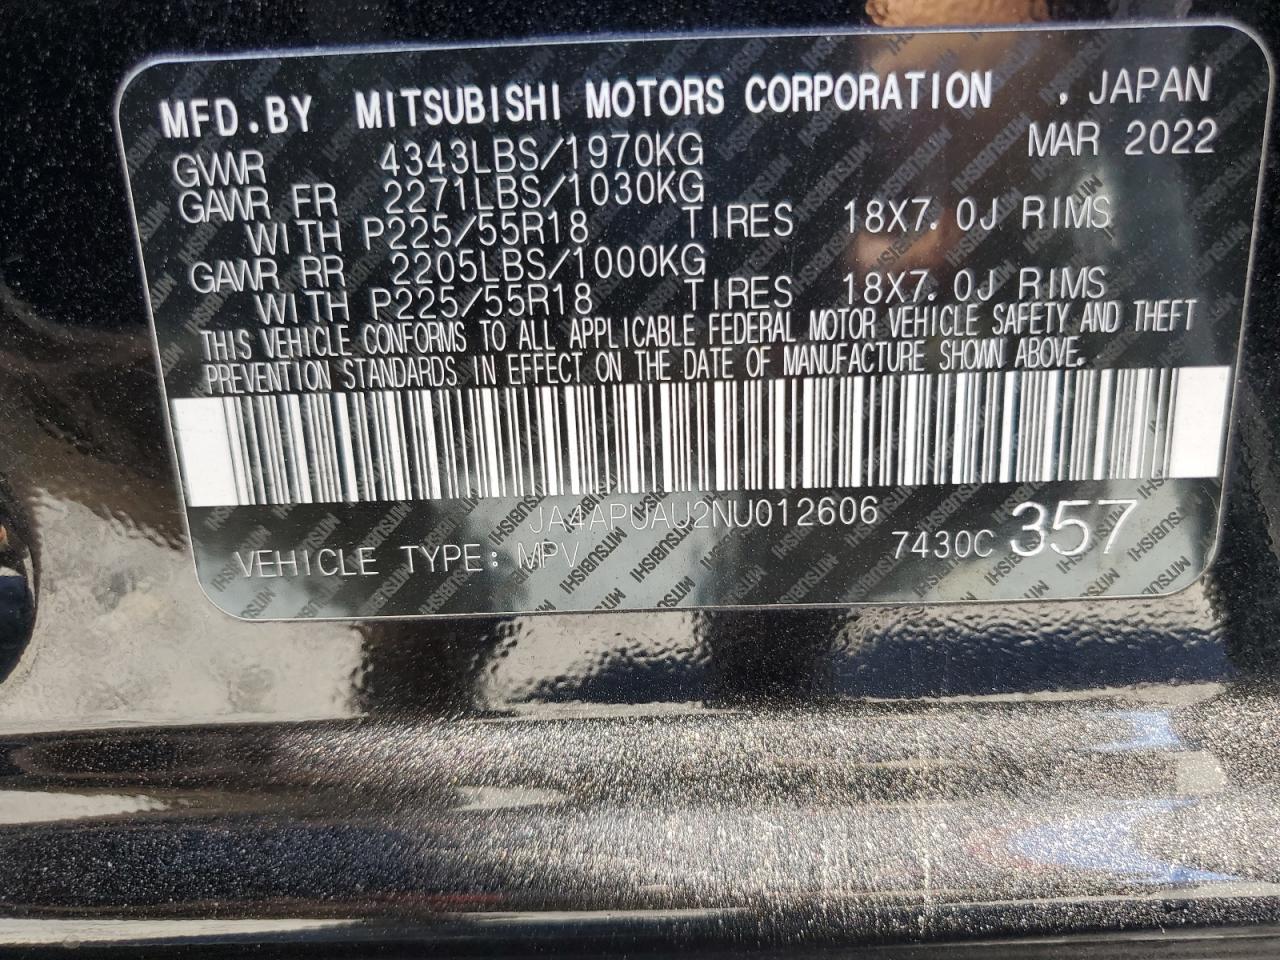 MFD.BY MITSUBISHI MOTORS CORPORATION , JAPAN
GVWR 4343LBS/1970KG MAR 2022
GAWR FR 2271LBS/1030KG
WITH P225/55R18 TIRES 18X7.0J RIMS
GAWR RR 2205LBS/1000KG
WITH P225/55R18 TIRES 18X7.0J RIMS
THIS VEHICLE CONFORMS TO ALL APPLICABLE FEDERAL MOTOR VEHICLE SAFETY AND THEFT
PREVENTION STANDARDS IN EFFECT ON THE DATE OF MANUFACTURE SHOWN ABOVE.
JA4APUAU2NU012606
VEHICLE TYPE: MPV 7430C 357